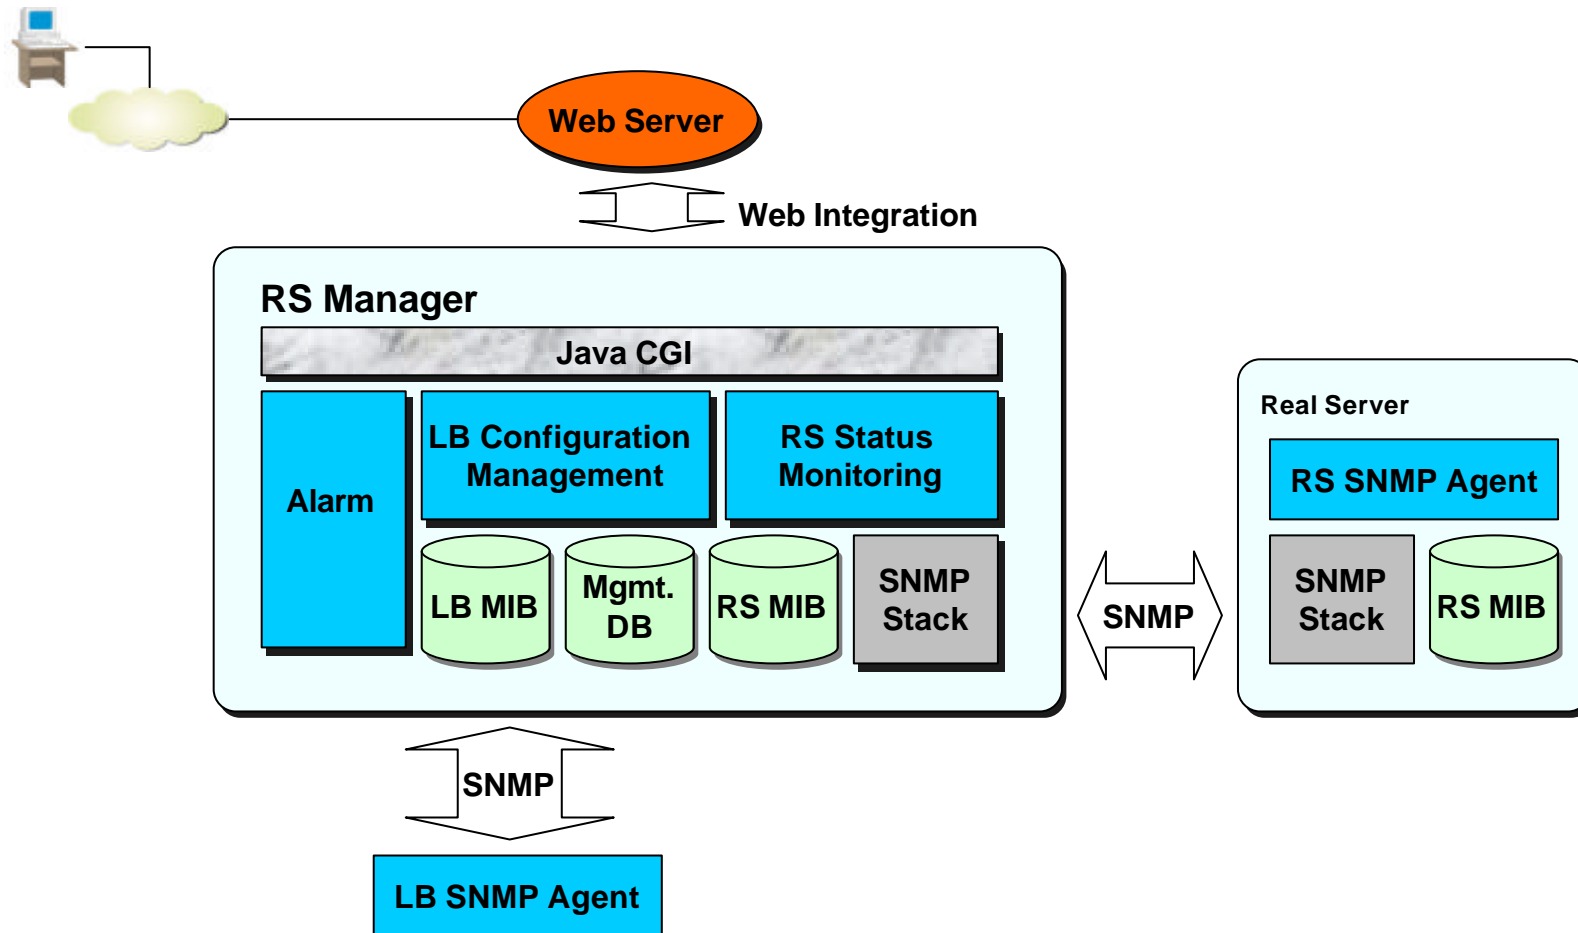 Web Server
Web Integration
RS Manager
Java CGI
Alarm
LB Configuration
Management
RS Status
Monitoring
LB MIB
Mgmt.
DB
RS MIB
SNMP
Stack
SNMP
Real Server
RS SNMP Agent
SNMP
Stack
RS MIB
SNMP
LB SNMP Agent